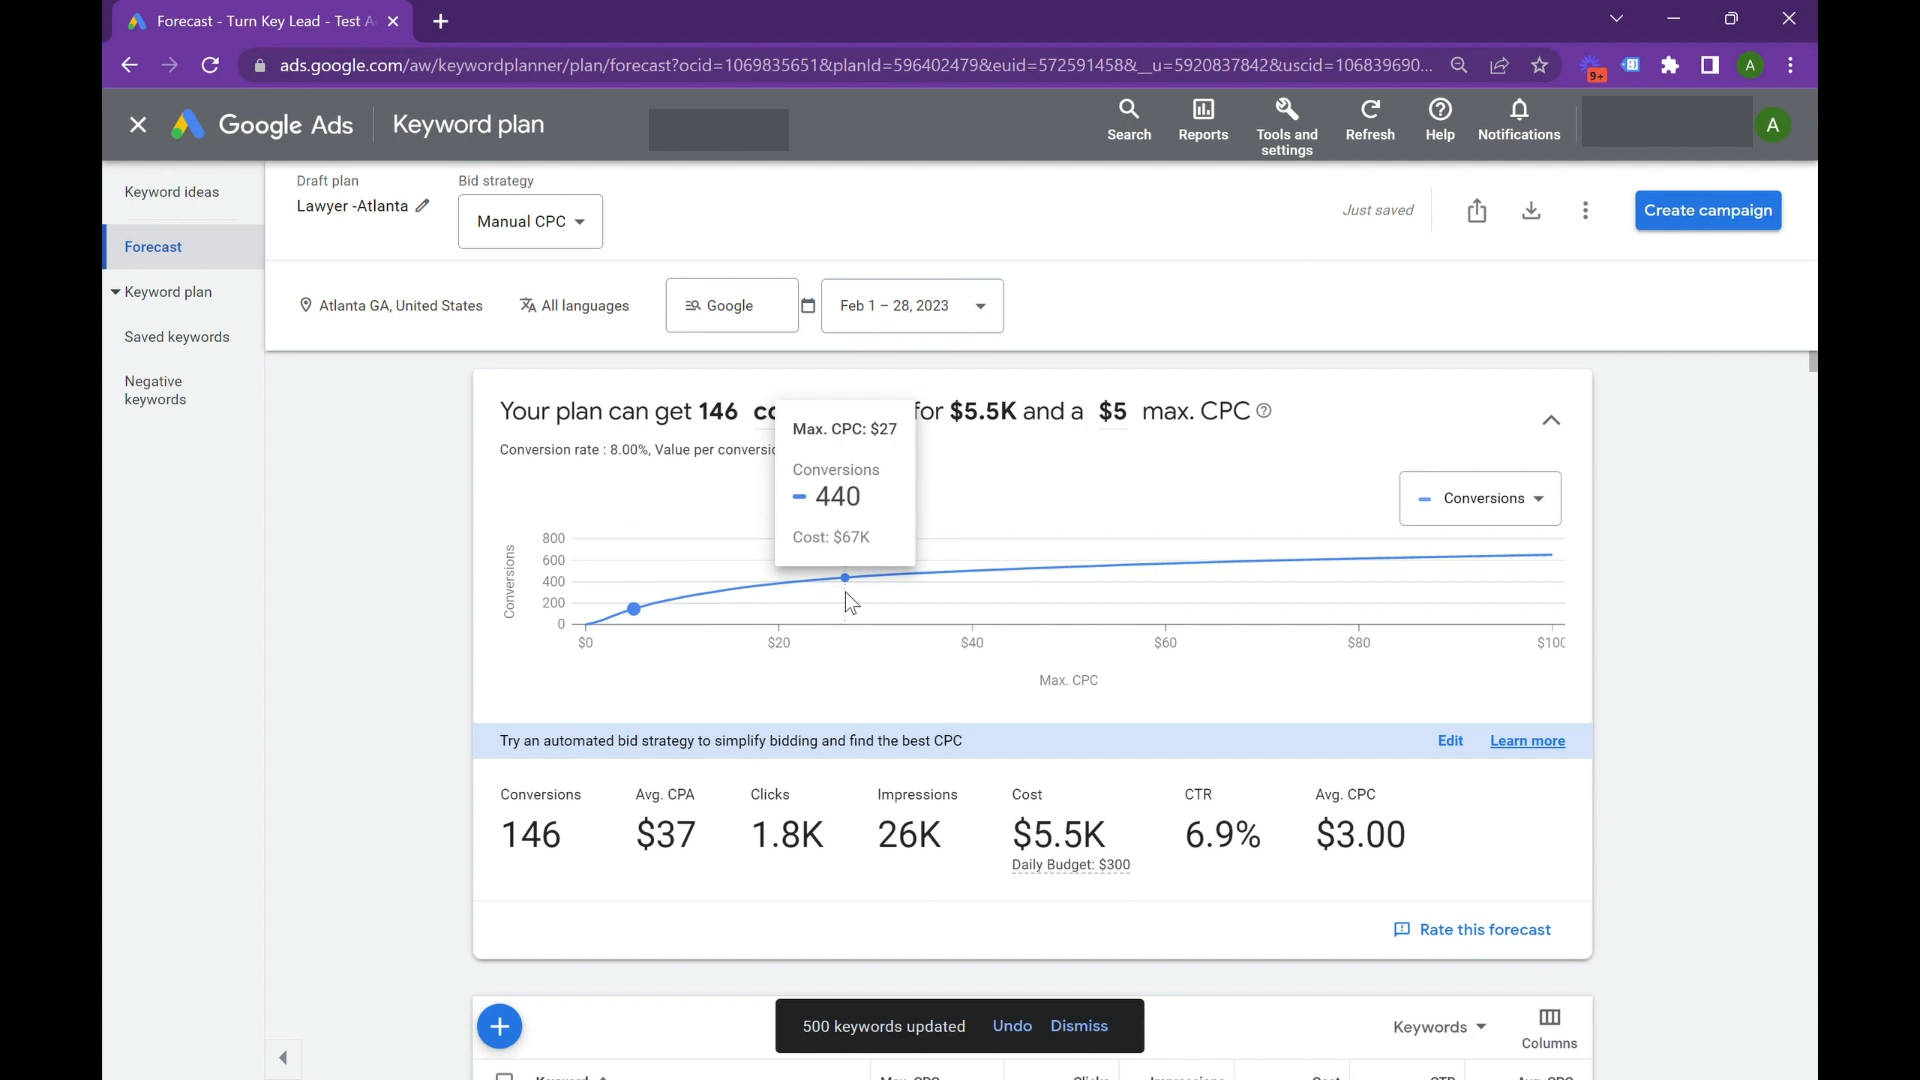 Forecast - Turn Key Lead - Test A
ads.google.com/aw/keywordplanner/plan/forecast?ocid=1069835651&planId=596402479&euid=572591458&__u=5920837842&uscid=106839690...
9+
A
Google Ads
Keyword plan
Search
Reports
Tools and
settings
Refresh
Help
Notifications
A
Keyword ideas
Forecast
Keyword plan
Saved keywords
Negative
keywords
Draft plan
Lawyer -Atlanta
Bid strategy
Manual CPC
Just saved
Create campaign
Atlanta GA, United States
All languages
Google
Feb 1 – 28, 2023
Your plan can get 146 co for $5.5K and a $5 max. CPC
Conversion rate : 8.00%, Value per conversio
Max. CPC: $27
Conversions
440
Cost: $67K
Conversions
Conversions
800
600
400
200
0
$0
$20
$40
$60
$80
$100
Max. CPC
Try an automated bid strategy to simplify bidding and find the best CPC
Edit
Learn more
Conversions
Avg. CPA
Clicks
Impressions
Cost
CTR
Avg. CPC
146
$37
1.8K
26K
$5.5K
6.9%
$3.00
Daily Budget: $300
Rate this forecast
500 keywords updated
Undo
Dismiss
Keywords
Columns